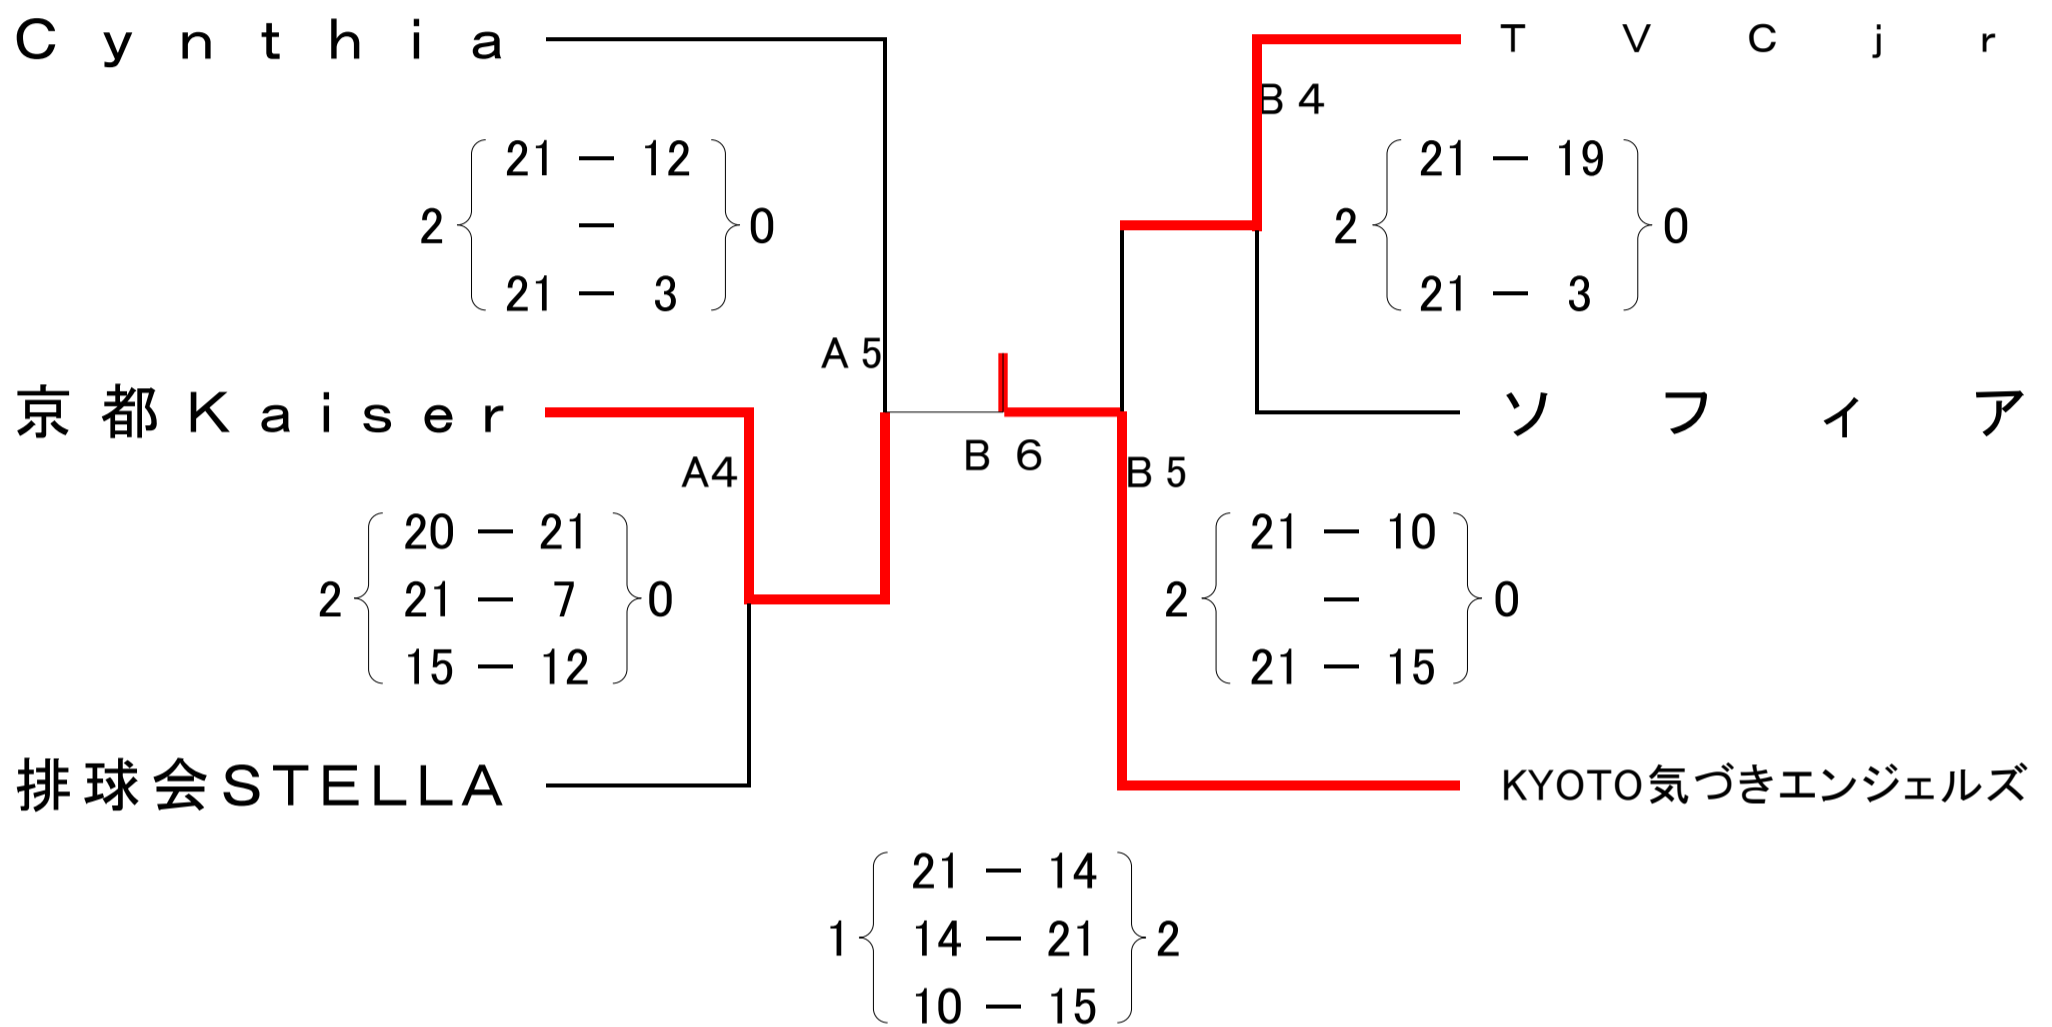 Ｃｙｎｔｈｉａ ＴＶＣｊｒ
Ｂ４
21 － 12 21 － 19
2 － 0 2 0
21 － 3 21 － 3
Ａ５
京都Ｋａｉｓｅｒ ソフィア
Ｂ６
A4 Ｂ５
20 － 21 21 － 10
2 21 － 7 0 2 － 0
15 － 12 21 － 15
排球会ＳＴＥＬＬＡ KYOTO気づきエンジェルズ
21 － 14
1 14 － 21 2
10 － 15